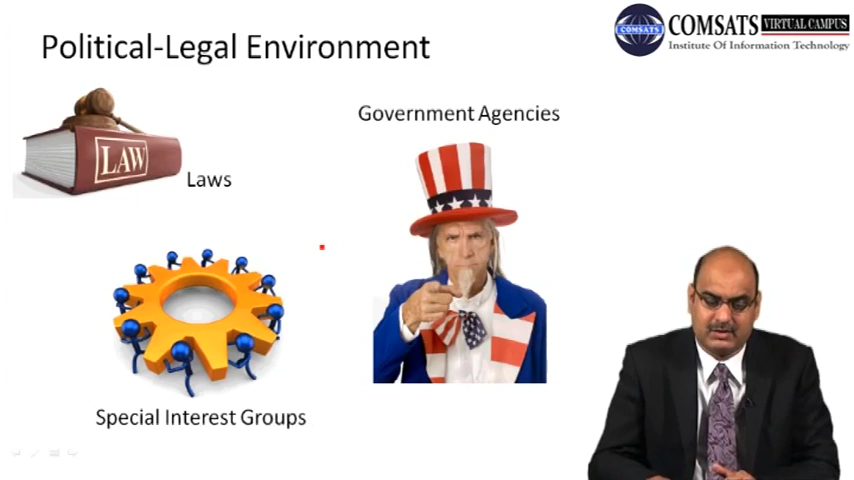 Political-Legal Environment
COMSATS VIRTUAL CAMPUS
COMSATS
Institute Of Information Technology
Government Agencies
LAW
Laws
Special Interest Groups